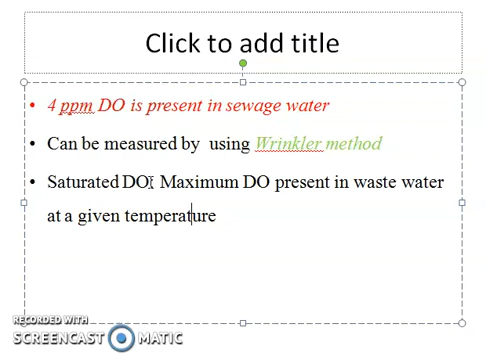 Click to add title
• 4 ppm DO is present in sewage water
• Can be measured by using Wrinkler method
• Saturated DO: Maximum DO present in waste water
at a given temperature
RECORDED WITH
SCREENCAST MATIC